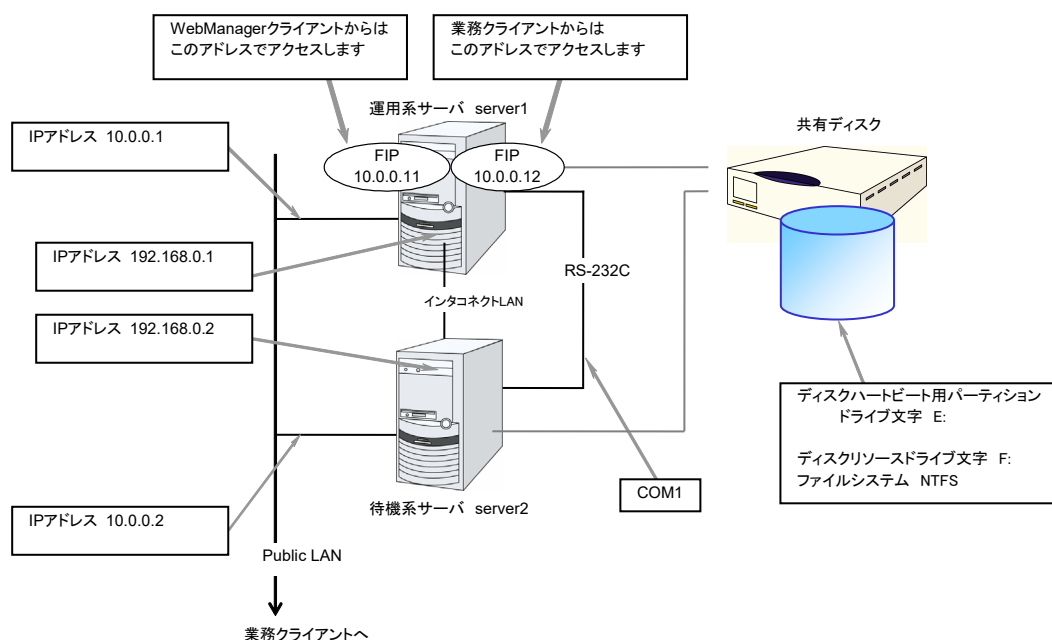 WebManagerクライアントからは
このアドレスでアクセスします
業務クライアントからは
このアドレスでアクセスします
運用系サーバ server1
共有ディスク
IPアドレス 10.0.0.1
FIP
10.0.0.11
FIP
10.0.0.12
IPアドレス 192.168.0.1
RS-232C
インタコネクトLAN
IPアドレス 192.168.0.2
ディスクハートビート用パーティション
ドライブ文字 E:
ディスクリソースドライブ文字 F:
ファイルシステム NTFS
COM1
待機系サーバ server2
IPアドレス 10.0.0.2
Public LAN
業務クライアントへ